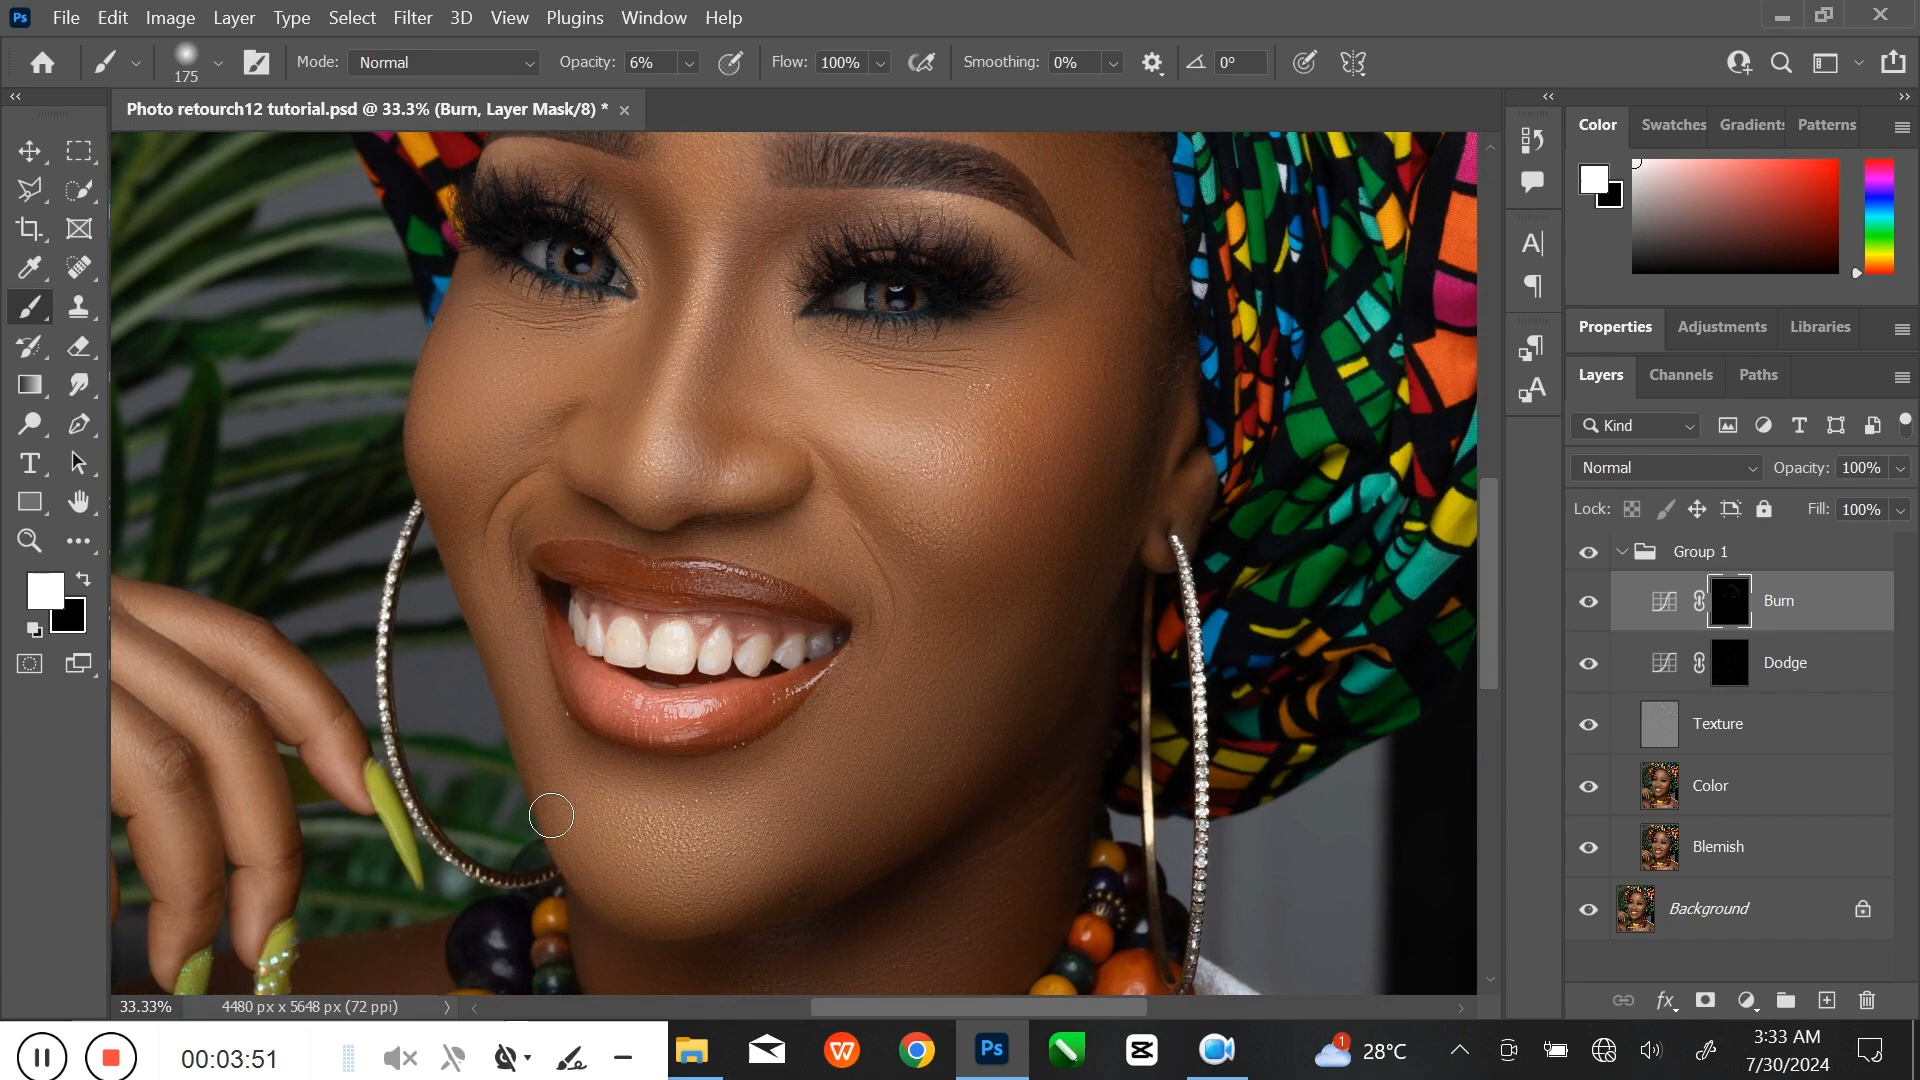 Ps File Edit Image Layer Type Select Filter 3D View Plugins Window Help
175 Mode: Normal Opacity: 6% Flow: 100% Smoothing: 0% 0°
Photo retourch12 tutorial.psd @ 33.3% (Burn, Layer Mask/8) *
Color Swatches Gradients Patterns
Properties Adjustments Libraries
Layers Channels Paths
Kind
Normal Opacity: 100%
Lock: Fill: 100%
Group 1
Burn
Dodge
Texture
Color
Blemish
Background
33.33% 4480 px x 5648 px (72 ppi)
00:03:51
Ps
1
28°C
3:33 AM
7/30/2024